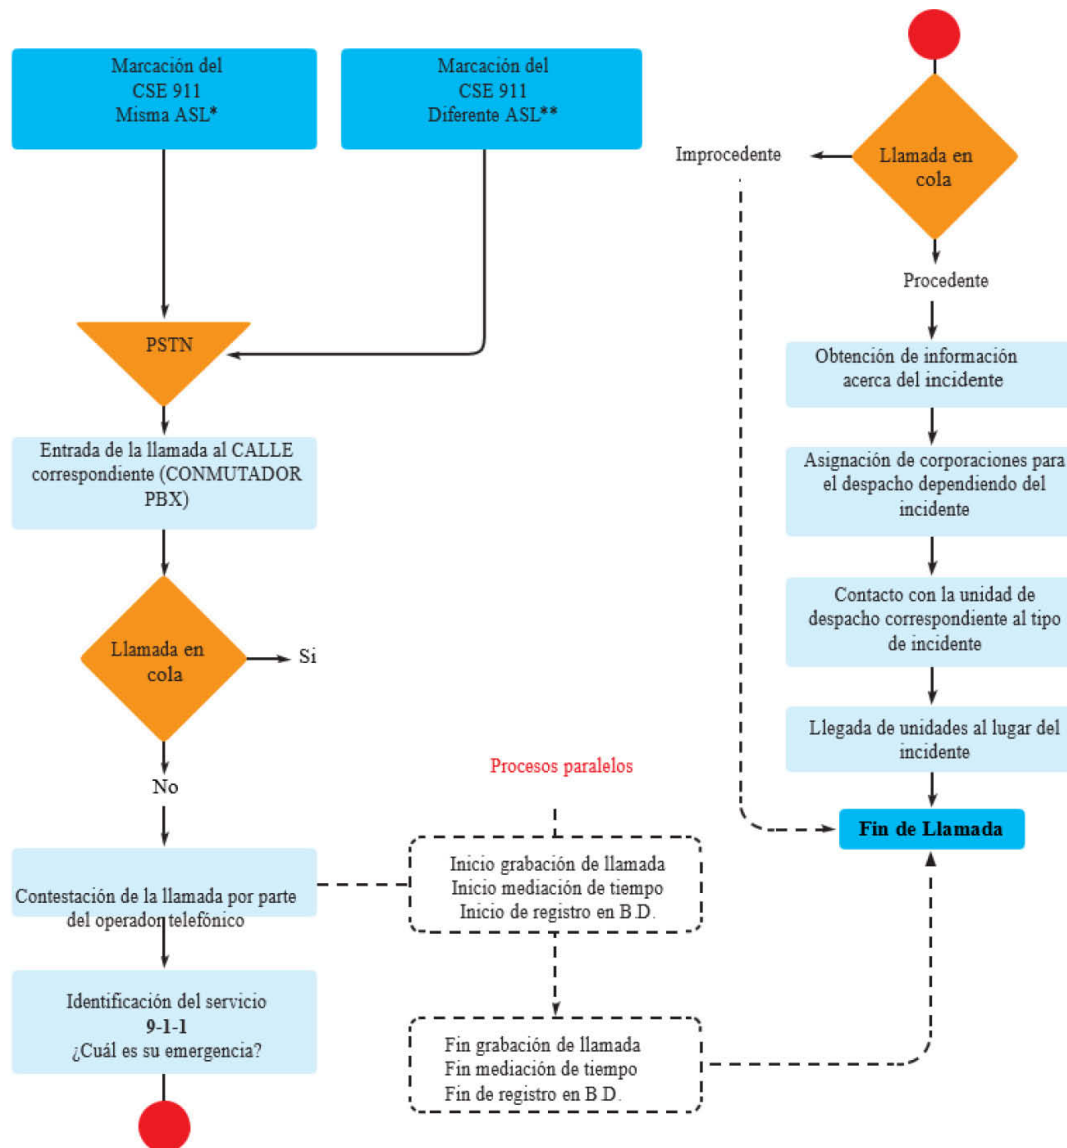 Marcación del
CSE 911
Misma ASL*
Marcación del
CSE 911
Diferente ASL**
PSTN
Entrada de la llamada al CALLE
correspondiente (CONMUTADOR
PBX)
Llamada en
cola
Si
No
Contestación de la llamada por parte
del operador telefónico
Identificación del servicio
9-1-1
¿Cuál es su emergencia?
Procesos paralelos
Inicio grabación de llamada
Inicio mediación de tiempo
Inicio de registro en B.D.
Fin grabación de llamada
Fin mediación de tiempo
Fin de registro en B.D.
Llamada en
cola
Improcedente
Procedente
Obtención de información
acerca del incidente
Asignación de corporaciones para
el despacho dependiendo del
incidente
Contacto con la unidad de
despacho correspondiente al tipo
de incidente
Llegada de unidades al lugar del
incidente
Fin de Llamada